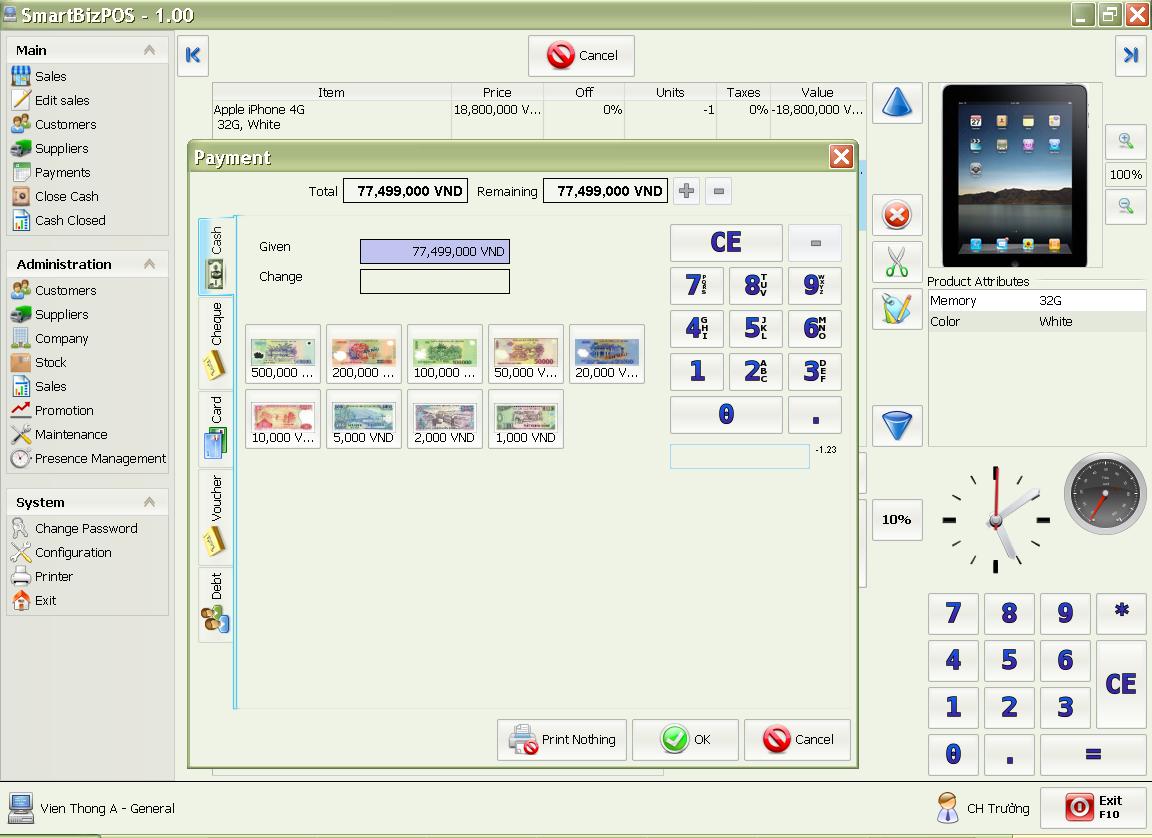 SmartBizPOS - 1.00
Main
Sales
Edit sales
Customers
Suppliers
Payments
Close Cash
Cash Closed
Administration
Customers
Suppliers
Company
Stock
Sales
Promotion
Maintenance
Presence Management
System
Change Password
Configuration
Printer
Exit
Cancel
Item Price Off Units Taxes Value
Apple iPhone 4G 18,800,000 V... 0% -1 0% -18,800,000 V...
32G, White
Payment
Total 77,499,000 VND Remaining 77,499,000 VND + -
Cash
Cheque
Card
Voucher
Debt
Given 77,499,000 VND
Change
500,000 ... 200,000 ... 100,000 ... 50,000 V... 20,000 V...
10,000 V... 5,000 VND 2,000 VND 1,000 VND
CE -
7 PQRS 8 TUV 9 WXYZ
4 GHI 5 JKL 6 MNO
1 2 ABC 3 DEF
0 .
-1.23
Print Nothing OK Cancel
100%
Product Attributes
Memory 32G
Color White
10%
7 8 9 *
4 5 6 CE
1 2 3
0 . =
Vien Thong A - General
CH Trưởng
Exit
F10